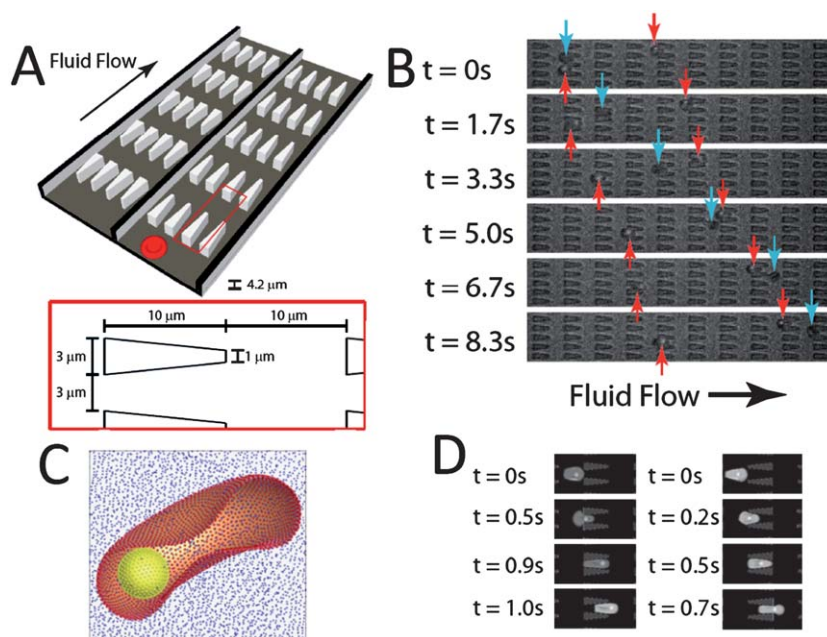 A
Fluid Flow
4.2 μm
10 μm
10 μm
3 μm
1 μm
3 μm
B
t = 0s
t = 1.7s
t = 3.3s
t = 5.0s
t = 6.7s
t = 8.3s
Fluid Flow
C
D
t = 0s
t = 0s
t = 0.5s
t = 0.2s
t = 0.9s
t = 0.5s
t = 1.0s
t = 0.7s